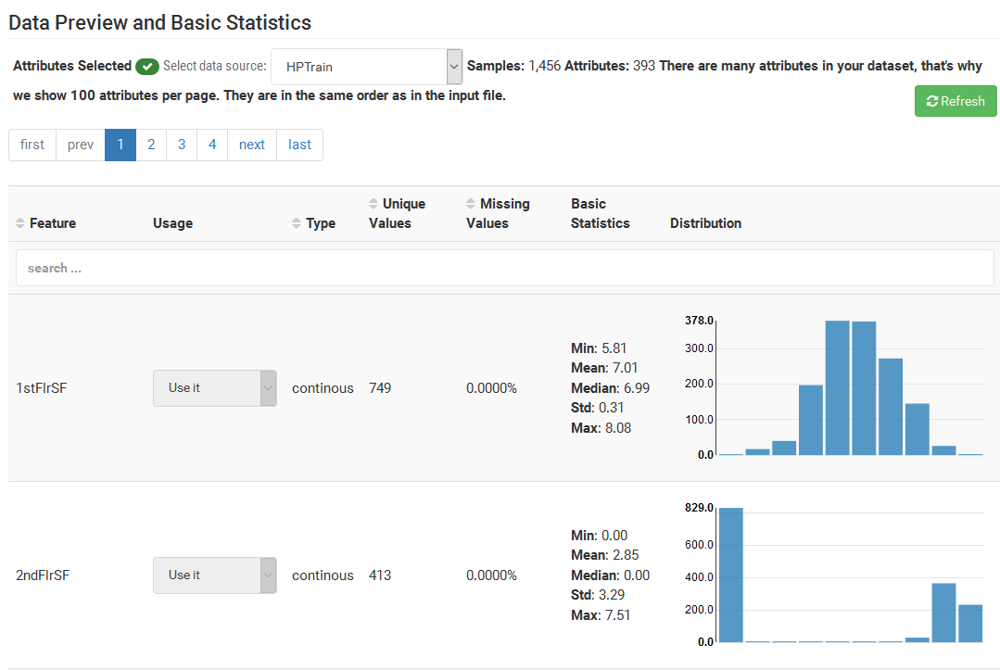 Data Preview and Basic Statistics
Attributes Selected Select data source: HPTrain Samples: 1,456 Attributes: 393 There are many attributes in your dataset, that's why
we show 100 attributes per page. They are in the same order as in the input file.
Refresh
first prev 1 2 3 4 next last
Feature Usage Type Unique Values Missing Values Basic Statistics Distribution
search ...
1stFlrSF Use it continous 749 0.0000%
Min: 5.81
Mean: 7.01
Median: 6.99
Std: 0.31
Max: 8.08
378.0
300.0
200.0
100.0
0.0
2ndFlrSF Use it continous 413 0.0000%
Min: 0.00
Mean: 2.85
Median: 0.00
Std: 3.29
Max: 7.51
829.0
600.0
400.0
200.0
0.0